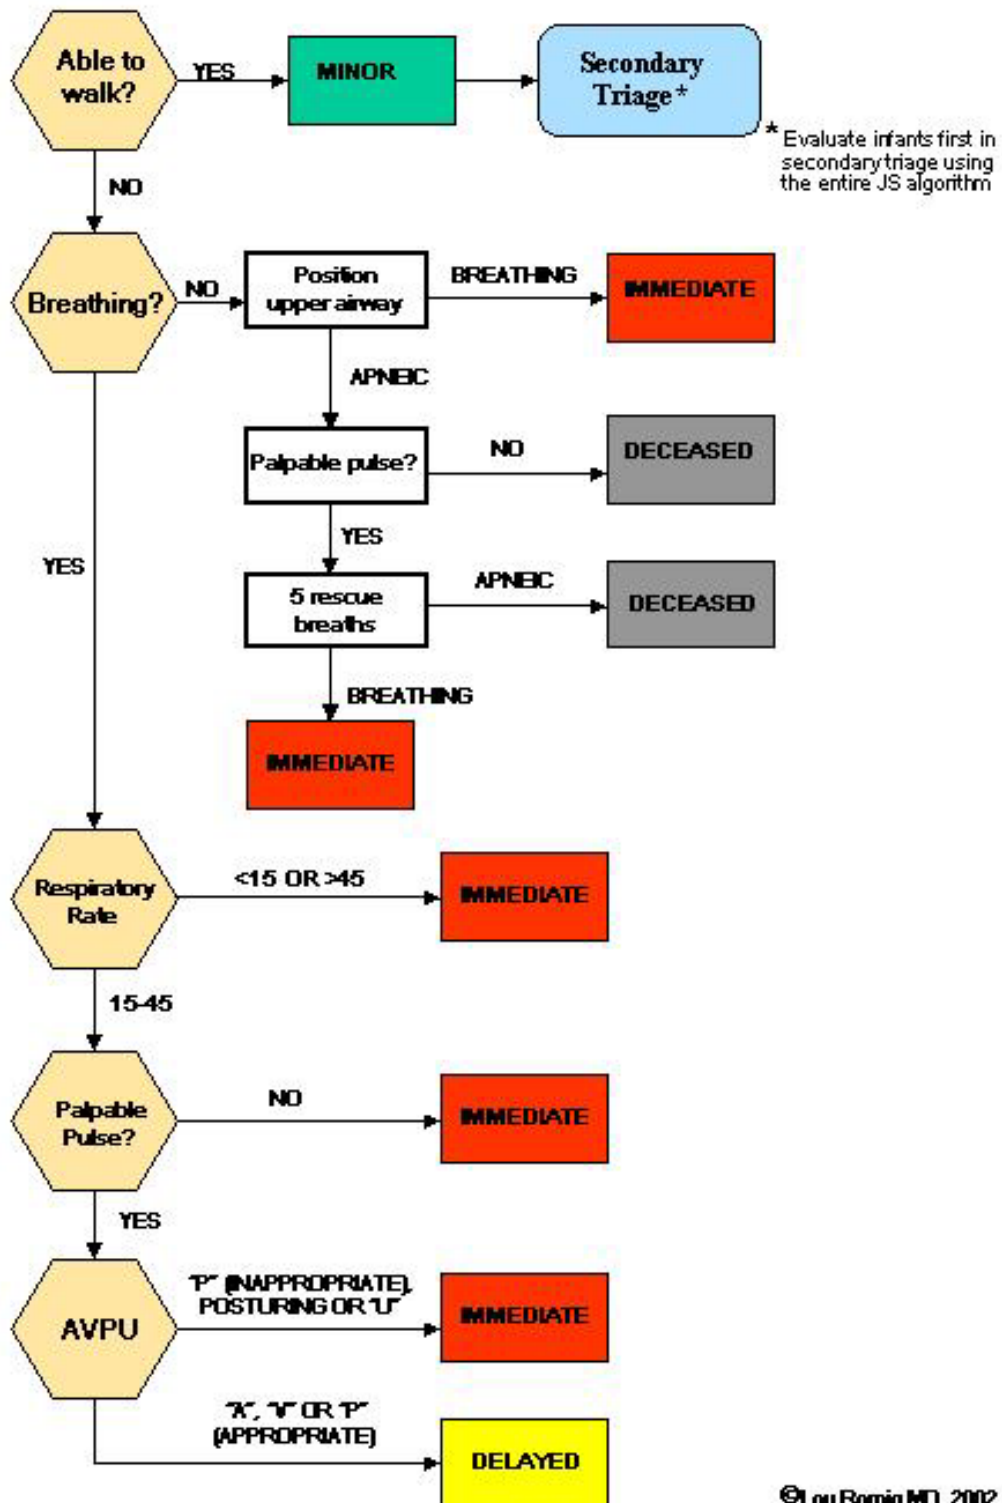 Able to
walk?
YES
MINOR
Secondary
Triage*
* Evaluate infants first in
secondary triage using
the entire JS algorithm
NO
Breathing?
NO
Position
upper airway
BREATHING
IMMEDIATE
APNEIC
Palpable pulse?
NO
DECEASED
YES
YES
5 rescue
breaths
APNEIC
DECEASED
BREATHING
IMMEDIATE
Respiratory
Rate
<15 OR >45
IMMEDIATE
15-45
Palpable
Pulse?
NO
IMMEDIATE
YES
AVPU
"P" (INAPPROPRIATE),
POSTURING OR "U"
IMMEDIATE
"A", "V" OR "P"
(APPROPRIATE)
DELAYED
©Lou Romig MD, 2002